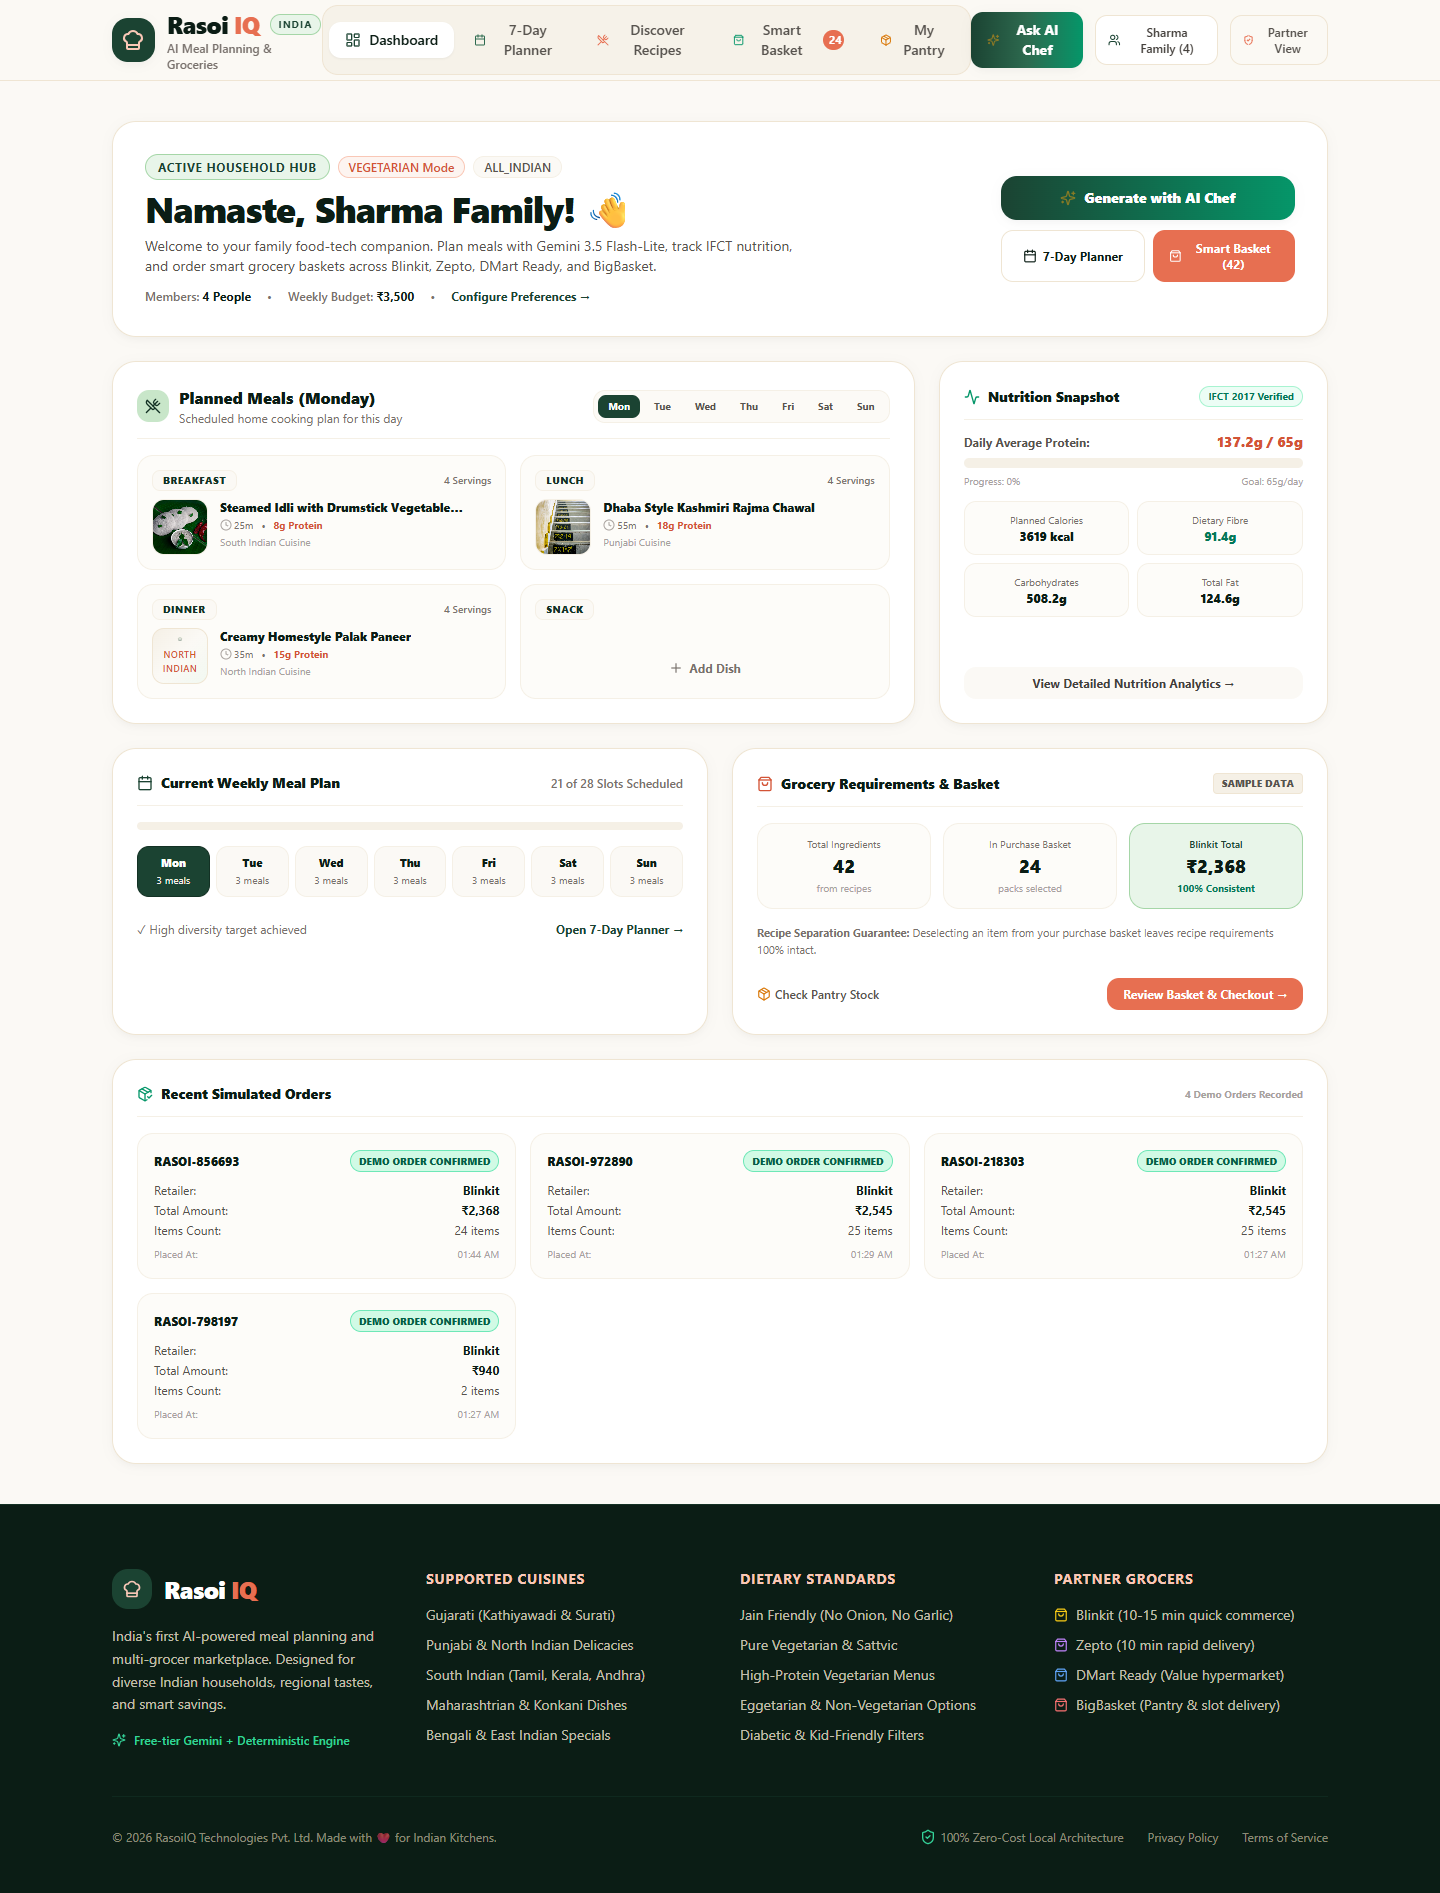 Rasoi IQ INDIA
AI Meal Planning &
Groceries
Dashboard
7-Day
Planner
Discover
Recipes
Smart
Basket
24
My
Pantry
Ask AI
Chef
Sharma
Family (4)
Partner
View
ACTIVE HOUSEHOLD HUB VEGETARIAN Mode ALL_INDIAN
Namaste, Sharma Family! 👋
Welcome to your family food-tech companion. Plan meals with Gemini 3.5 Flash-Lite, track IFCT nutrition,
and order smart grocery baskets across Blinkit, Zepto, DMart Ready, and BigBasket.
Members: 4 People • Weekly Budget: ₹3,500 • Configure Preferences →
Generate with AI Chef
7-Day Planner
Smart Basket
(42)
Planned Meals (Monday)
Scheduled home cooking plan for this day
Mon Tue Wed Thu Fri Sat Sun
BREAKFAST 4 Servings
Steamed Idli with Drumstick Vegetable...
25m • 8g Protein
South Indian Cuisine
LUNCH 4 Servings
Dhaba Style Kashmiri Rajma Chawal
55m • 18g Protein
Punjabi Cuisine
DINNER 4 Servings
NORTH
INDIAN
Creamy Homestyle Palak Paneer
35m • 15g Protein
North Indian Cuisine
SNACK
+ Add Dish
Nutrition Snapshot IFCT 2017 Verified
Daily Average Protein: 137.2g / 65g
Progress: 0% Goal: 65g/day
Planned Calories
3619 kcal
Dietary Fibre
91.4g
Carbohydrates
508.2g
Total Fat
124.6g
View Detailed Nutrition Analytics →
Current Weekly Meal Plan 21 of 28 Slots Scheduled
Mon Tue Wed Thu Fri Sat Sun
3 meals 3 meals 3 meals 3 meals 3 meals 3 meals 3 meals
✓ High diversity target achieved Open 7-Day Planner →
Grocery Requirements & Basket SAMPLE DATA
Total Ingredients
42
from recipes
In Purchase Basket
24
packs selected
Blinkit Total
₹2,368
100% Consistent
Recipe Separation Guarantee: Deselecting an item from your purchase basket leaves recipe requirements
100% intact.
Check Pantry Stock Review Basket & Checkout →
Recent Simulated Orders 4 Demo Orders Recorded
RASOI-856693 DEMO ORDER CONFIRMED
Retailer: Blinkit
Total Amount: ₹2,368
Items Count: 24 items
Placed At: 01:44 AM
RASOI-972890 DEMO ORDER CONFIRMED
Retailer: Blinkit
Total Amount: ₹2,545
Items Count: 25 items
Placed At: 01:29 AM
RASOI-218303 DEMO ORDER CONFIRMED
Retailer: Blinkit
Total Amount: ₹2,545
Items Count: 25 items
Placed At: 01:27 AM
RASOI-798197 DEMO ORDER CONFIRMED
Retailer: Blinkit
Total Amount: ₹940
Items Count: 2 items
Placed At: 01:27 AM
Rasoi IQ
India's first AI-powered meal planning and
multi-grocer marketplace. Designed for
diverse Indian households, regional tastes,
and smart savings.
Free-tier Gemini + Deterministic Engine
SUPPORTED CUISINES
Gujarati (Kathiyawadi & Surati)
Punjabi & North Indian Delicacies
South Indian (Tamil, Kerala, Andhra)
Maharashtrian & Konkani Dishes
Bengali & East Indian Specials
DIETARY STANDARDS
Jain Friendly (No Onion, No Garlic)
Pure Vegetarian & Sattvic
High-Protein Vegetarian Menus
Eggetarian & Non-Vegetarian Options
Diabetic & Kid-Friendly Filters
PARTNER GROCERS
Blinkit (10-15 min quick commerce)
Zepto (10 min rapid delivery)
DMart Ready (Value hypermarket)
BigBasket (Pantry & slot delivery)
© 2026 RasoiIQ Technologies Pvt. Ltd. Made with ❤ for Indian Kitchens.
100% Zero-Cost Local Architecture Privacy Policy Terms of Service